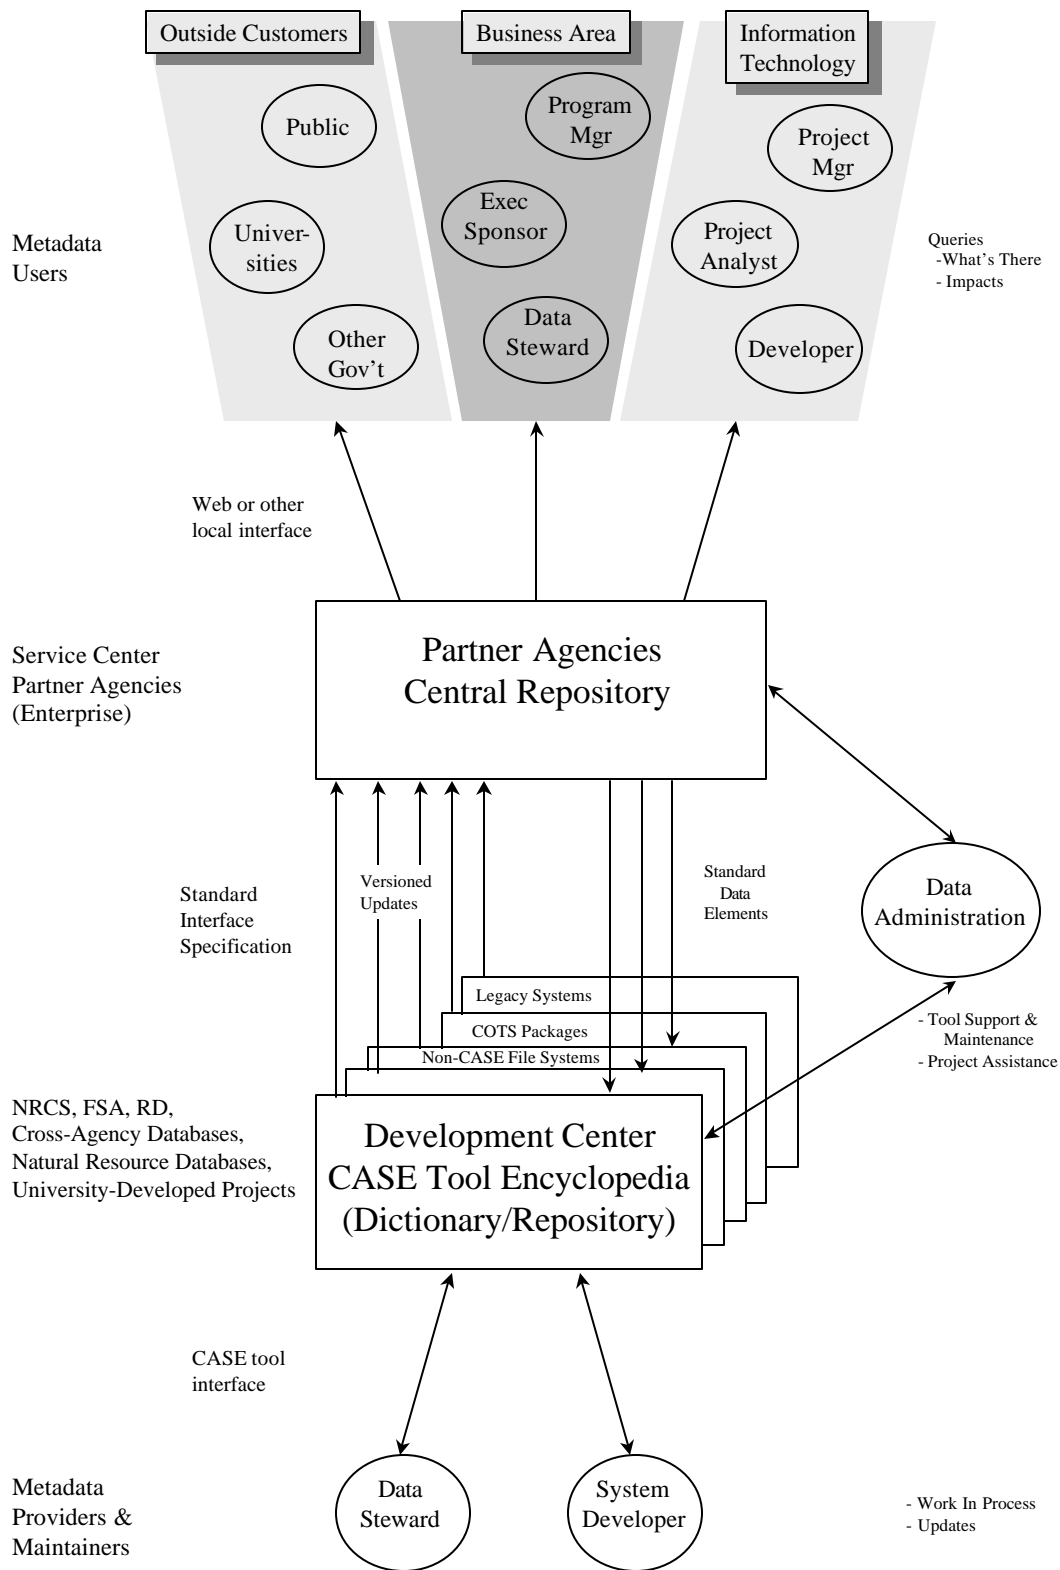 Outside Customers
Business Area
Information
Technology
Public
Program
Mgr
Project
Mgr
Univer-
sities
Exec
Sponsor
Project
Analyst
Other
Gov't
Data
Steward
Developer
Metadata
Users
Queries
-What's There
- Impacts
Web or other
local interface
Service Center
Partner Agencies
(Enterprise)
Partner Agencies
Central Repository
Standard
Interface
Specification
Versioned
Updates
Standard
Data
Elements
Data
Administration
- Tool Support &
Maintenance
- Project Assistance
Legacy Systems
COTS Packages
Non-CASE File Systems
NRCS, FSA, RD,
Cross-Agency Databases,
Natural Resource Databases,
University-Developed Projects
Development Center
CASE Tool Encyclopedia
(Dictionary/Repository)
CASE tool
interface
Metadata
Providers &
Maintainers
Data
Steward
System
Developer
- Work In Process
- Updates